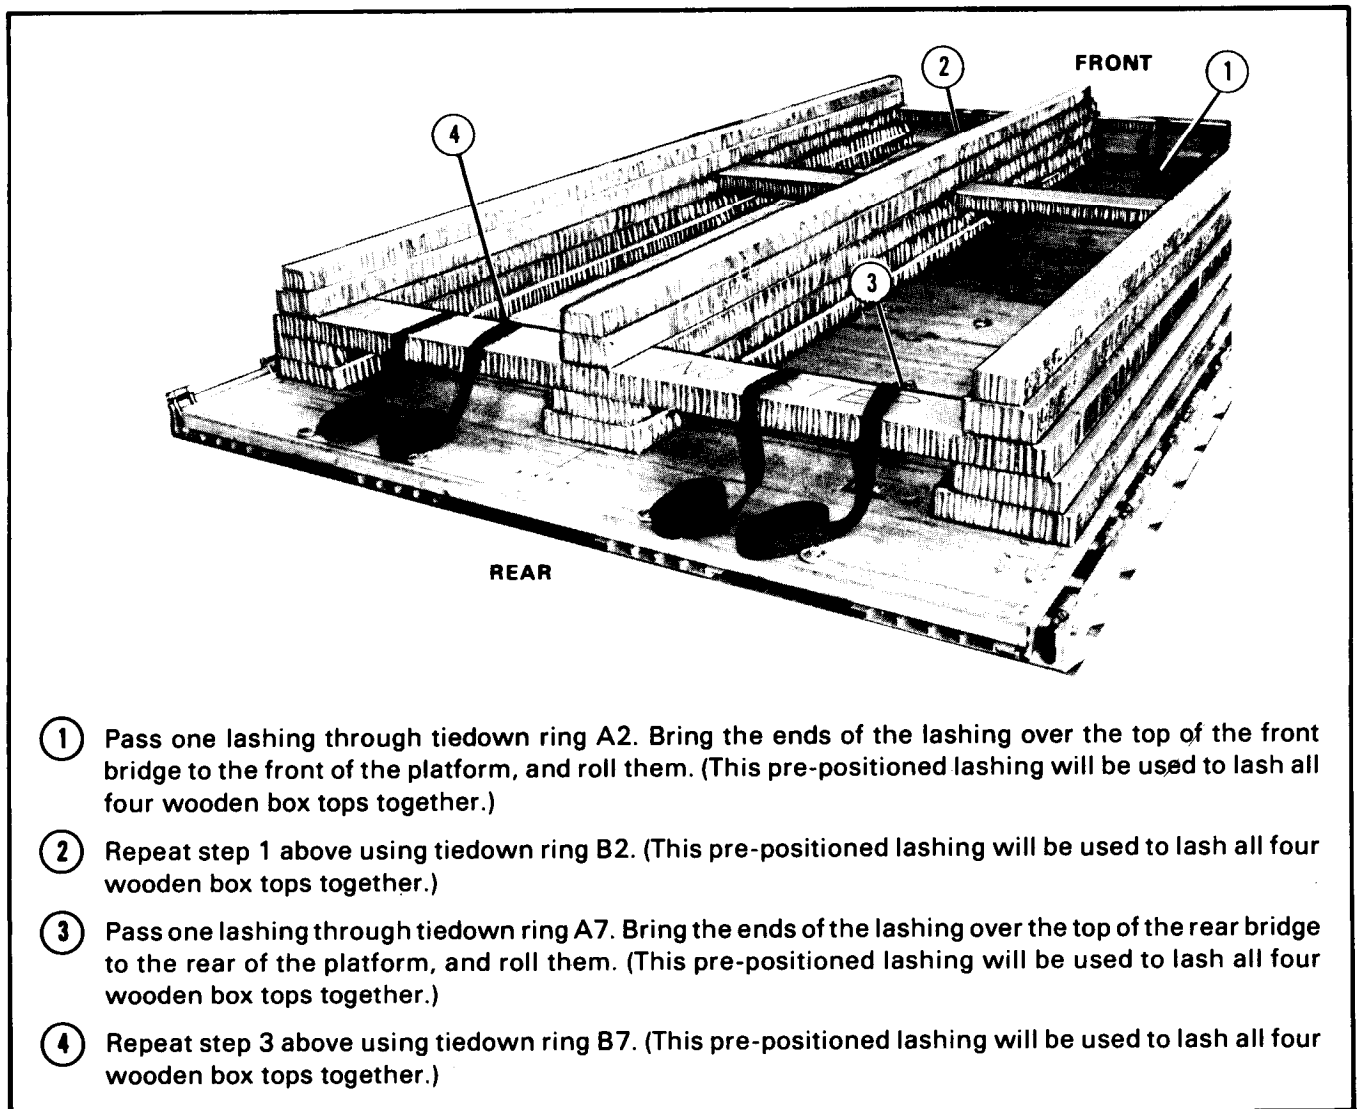 FRONT
1
2
4
3
REAR
1 Pass one lashing through tiedown ring A2. Bring the ends of the lashing over the top of the front
bridge to the front of the platform, and roll them. (This pre-positioned lashing will be used to lash all
four wooden box tops together.)
2 Repeat step 1 above using tiedown ring B2. (This pre-positioned lashing will be used to lash all four
wooden box tops together.)
3 Pass one lashing through tiedown ring A7. Bring the ends of the lashing over the top of the rear bridge
to the rear of the platform, and roll them. (This pre-positioned lashing will be used to lash all four
wooden box tops together.)
4 Repeat step 3 above using tiedown ring B7. (This pre-positioned lashing will be used to lash all four
wooden box tops together.)